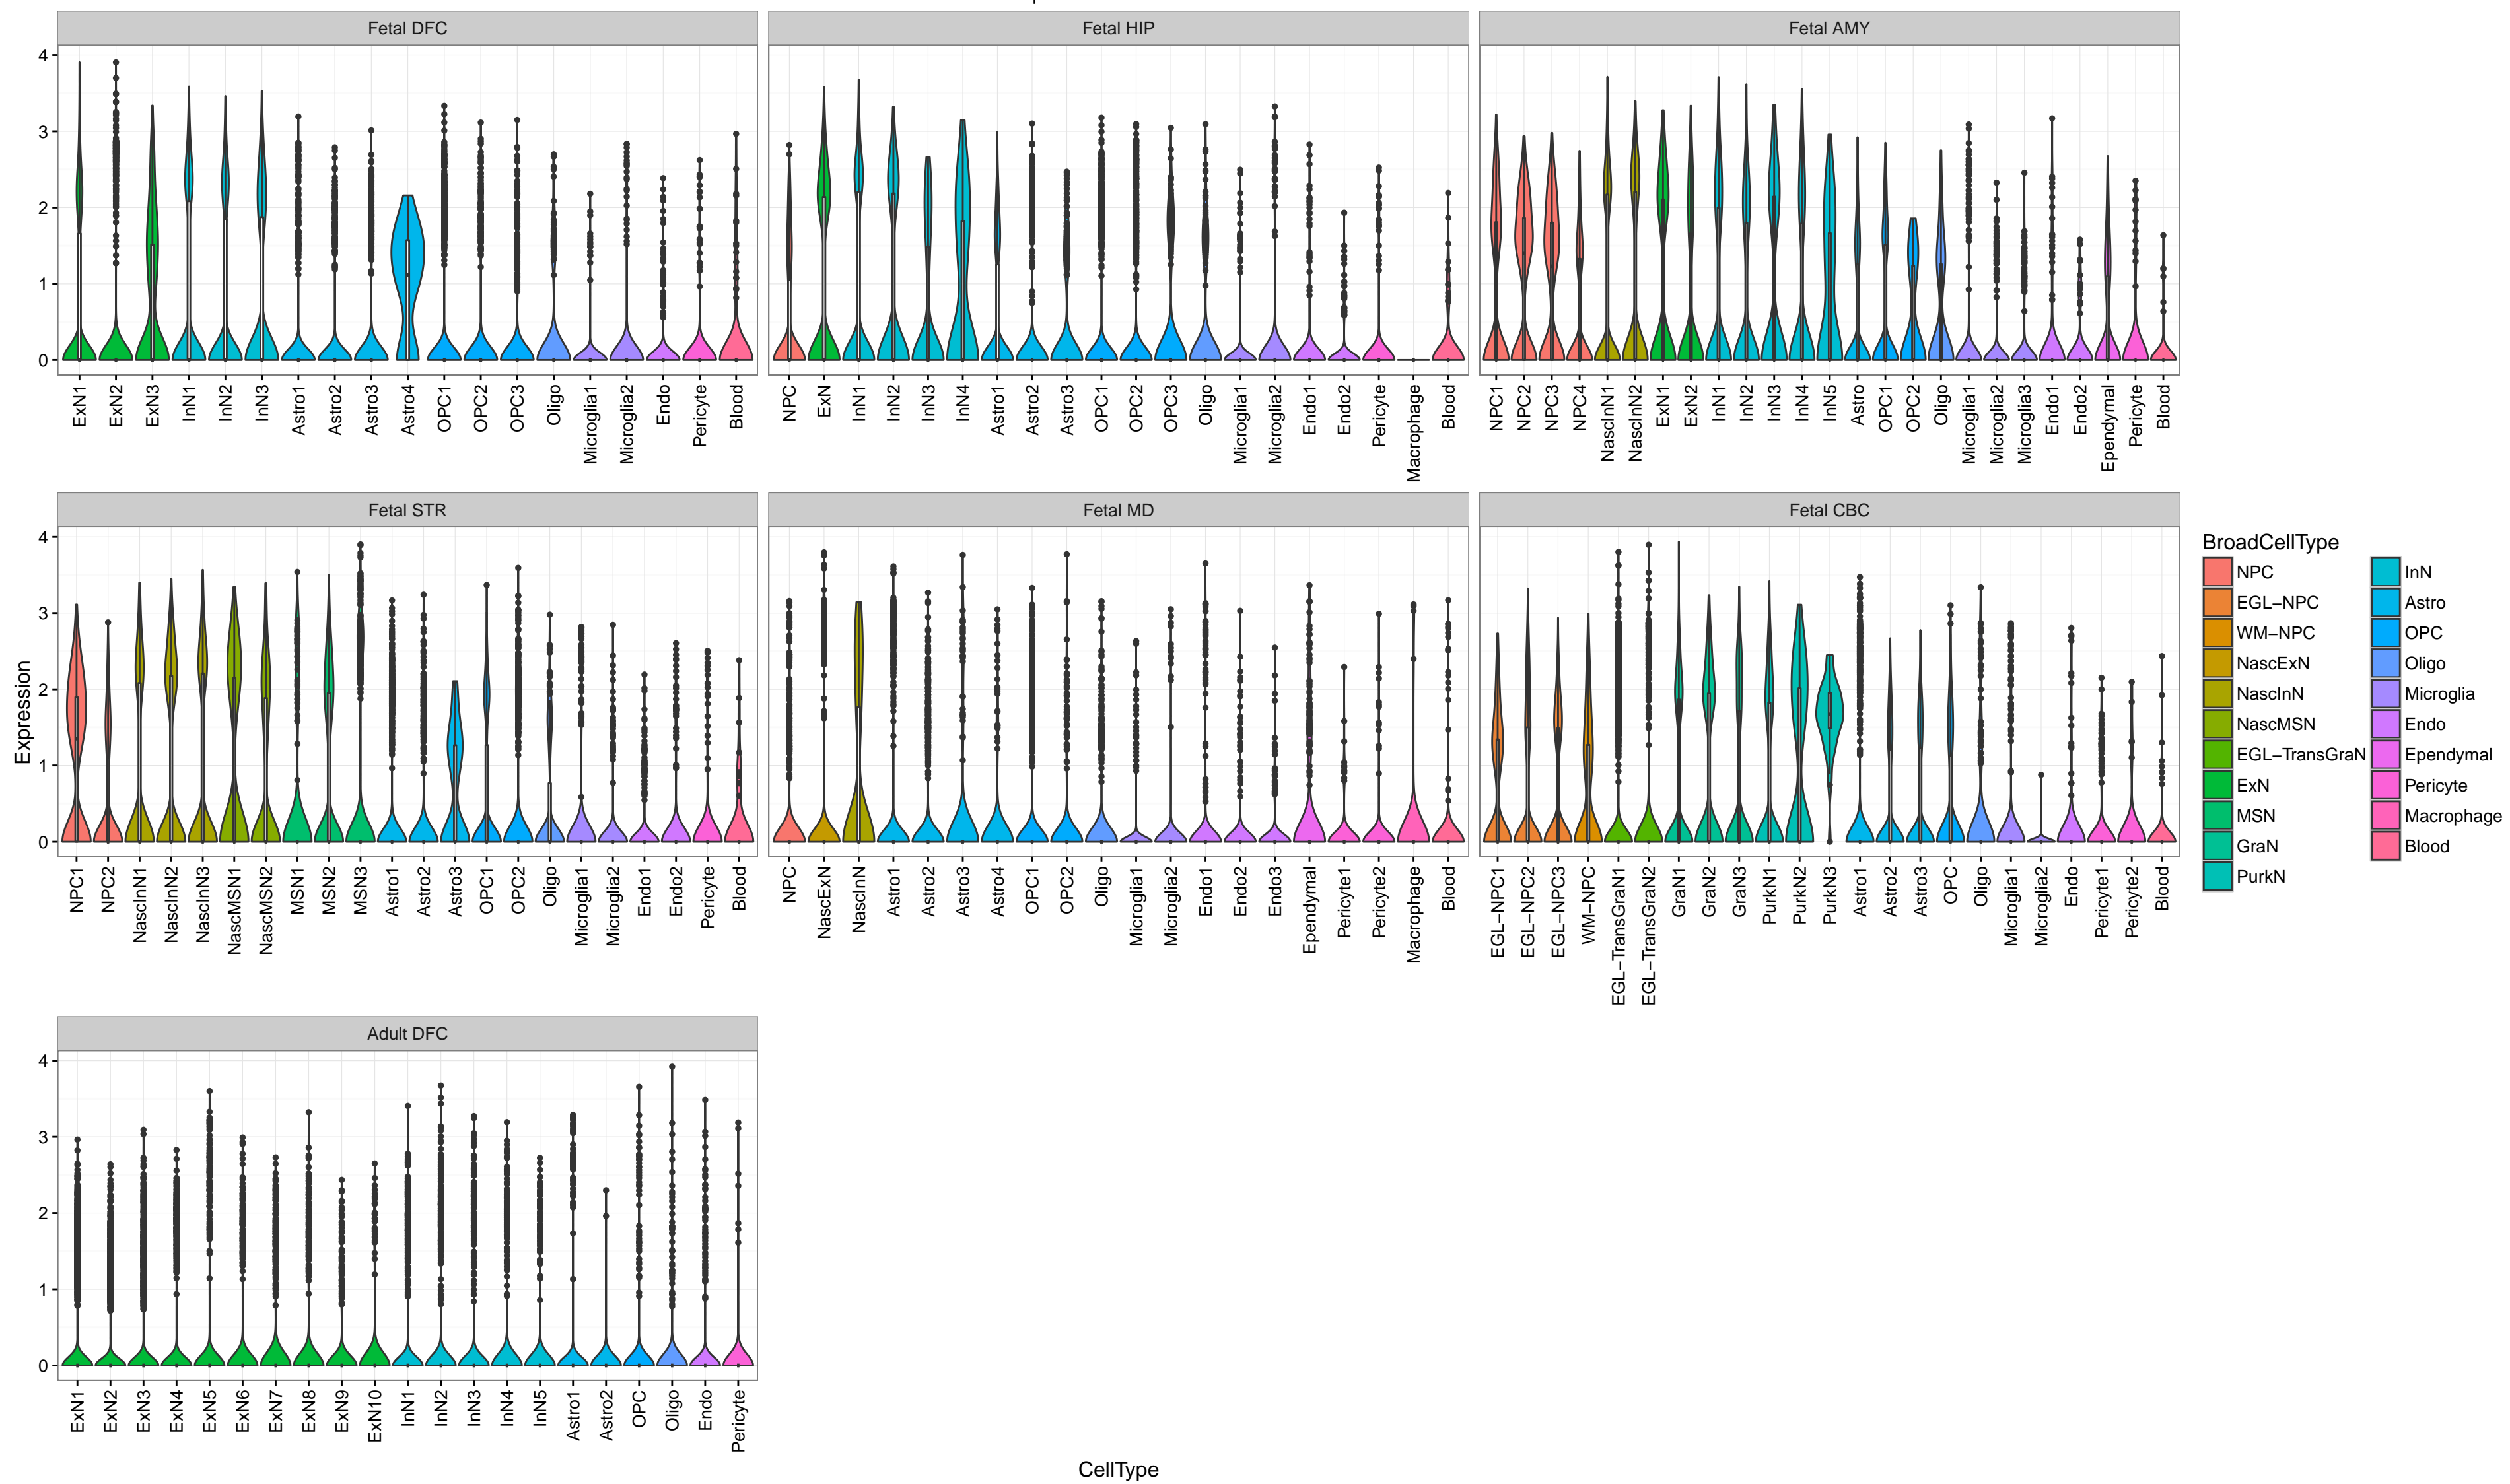 Fetal DFC Fetal HIP Fetal AMY
4
3
2
1
0
ExN1 ExN2 ExN3 InN1 InN2 InN3 Astro1 Astro2 Astro3 Astro4 OPC1 OPC2 OPC3 Oligo Microglia1 Microglia2 Endo Pericyte Blood
NPC ExN InN1 InN2 InN3 InN4 Astro1 Astro2 Astro3 OPC1 OPC2 OPC3 Oligo Microglia1 Microglia2 Endo1 Endo2 Pericyte Macrophage Blood
NPC1 NPC2 NPC3 NPC4 NascInN1 NascInN2 ExN1 ExN2 InN1 InN2 InN3 InN4 InN5 Astro OPC1 OPC2 Oligo Microglia1 Microglia2 Microglia3 Endo1 Endo2 Ependymal Pericyte Blood
Fetal STR Fetal MD Fetal CBC
4
3
2
1
0
NPC1 NPC2 NascInN1 NascInN2 NascInN3 NascMSN1 NascMSN2 MSN1 MSN2 MSN3 Astro1 Astro2 Astro3 OPC1 OPC2 Oligo Microglia1 Microglia2 Endo1 Endo2 Pericyte Blood
NPC NascExN NascInN Astro1 Astro2 Astro3 Astro4 OPC1 OPC2 Oligo Microglia1 Microglia2 Endo1 Endo2 Endo3 Ependymal Pericyte1 Pericyte2 Macrophage Blood
EGL−NPC1 EGL−NPC2 EGL−NPC3 WM−NPC EGL−TransGraN1 EGL−TransGraN2 GraN1 GraN2 GraN3 PurkN1 PurkN2 PurkN3 Astro1 Astro2 Astro3 OPC Oligo Microglia1 Microglia2 Endo Pericyte1 Pericyte2 Blood
Adult DFC
4
3
2
1
0
ExN1 ExN2 ExN3 ExN4 ExN5 ExN6 ExN7 ExN8 ExN9 ExN10 InN1 InN2 InN3 InN4 InN5 Astro1 Astro2 OPC Oligo Endo Pericyte
Expression
CellType
BroadCellType
NPC InN
EGL−NPC Astro
WM−NPC OPC
NascExN Oligo
NascInN Microglia
NascMSN Endo
EGL−TransGraN Ependymal
ExN Pericyte
MSN Macrophage
GraN Blood
PurkN